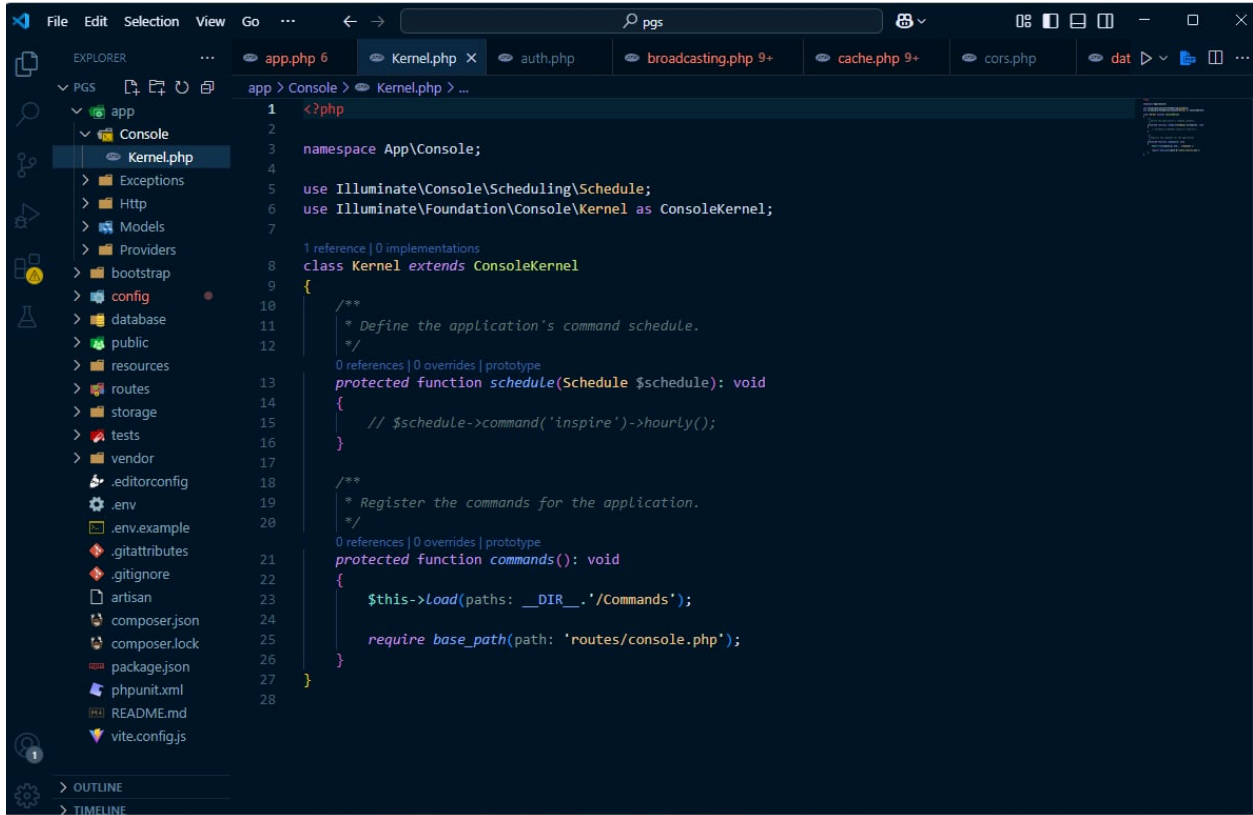 File Edit Selection View Go ··· pgs
EXPLORER ···
app.php 6 Kernel.php auth.php broadcasting.php 9+ cache.php 9+ cors.php dat ···
PGS
app > Console > Kernel.php > ...
app
Console
Kernel.php
Exceptions
Http
Models
Providers
bootstrap
config
database
public
resources
routes
storage
tests
vendor
.editorconfig
.env
.env.example
.gitattributes
.gitignore
artisan
composer.json
composer.lock
package.json
phpunit.xml
README.md
vite.config.js
1
OUTLINE
TIMELINE
1 <?php
2
3 namespace App\Console;
4
5 use Illuminate\Console\Scheduling\Schedule;
6 use Illuminate\Foundation\Console\Kernel as ConsoleKernel;
7
1 reference | 0 implementations
8 class Kernel extends ConsoleKernel
9 {
10 /**
11 * Define the application's command schedule.
12 */
0 references | 0 overrides | prototype
13 protected function schedule(Schedule $schedule): void
14 {
15 // $schedule->command('inspire')->hourly();
16 }
17
18 /**
19 * Register the commands for the application.
20 */
0 references | 0 overrides | prototype
21 protected function commands(): void
22 {
23 $this->load(paths: __DIR__.'/Commands');
24
25 require base_path(path: 'routes/console.php');
26 }
27 }
28